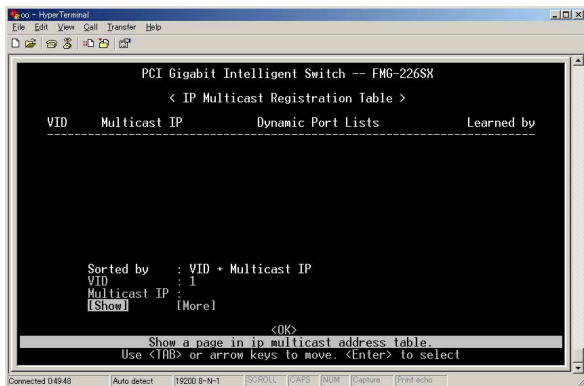 oo - HyperTerminal
File Edit View Call Transfer Help
PCI Gigabit Intelligent Switch -- FMG-226SX
< IP Multicast Registration Table >
VID Multicast IP Dynamic Port Lists Learned by
Sorted by : VID + Multicast IP
VID : 1
Multicast IP :
[Show] [More]
<OK>
Show a page in ip multicast address table.
Use <TAB> or arrow keys to move. <Enter> to select
Connected 0:49:48 Auto detect 19200 8-N-1 SCROLL CAPS NUM Capture Print echo